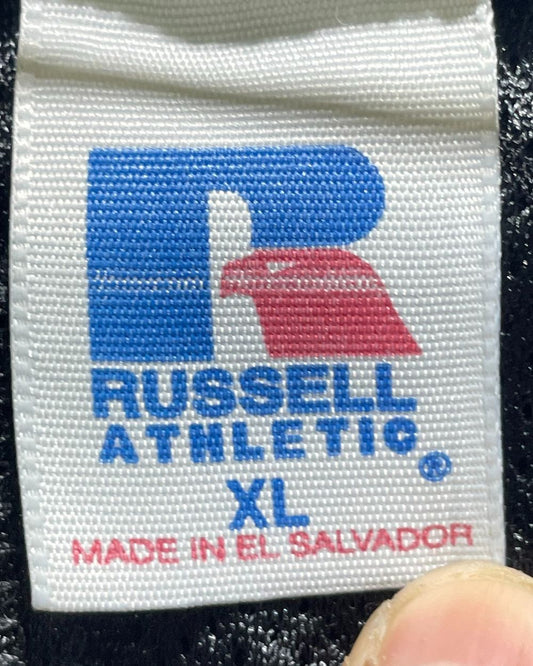 RUSSELL
ATHLETIC®
XL
MADE IN EL SALVADOR